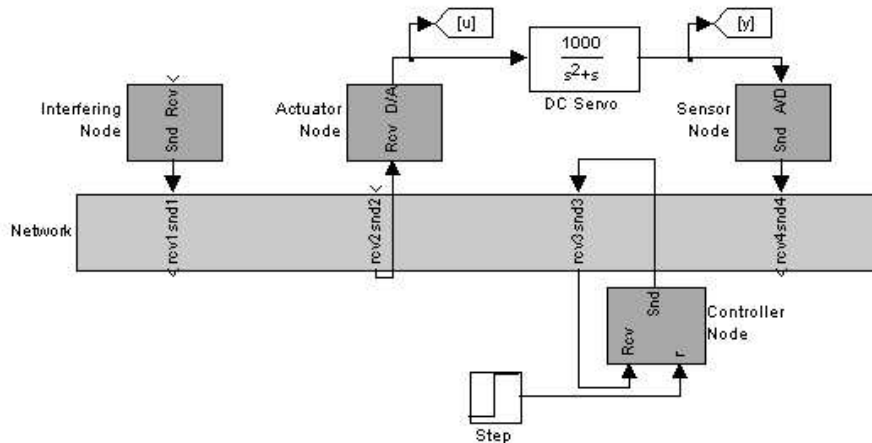 [u]
[y]
1000
s²+s
DC Servo
Interfering
Node
Snd Rcv
Actuator
Node
Rcv D/A
Sensor
Node
Snd A/D
Network
rcv1snd1
rcv2snd2
rcv3snd3
rcv4snd4
Snd
Rcv
r
Controller
Node
Step